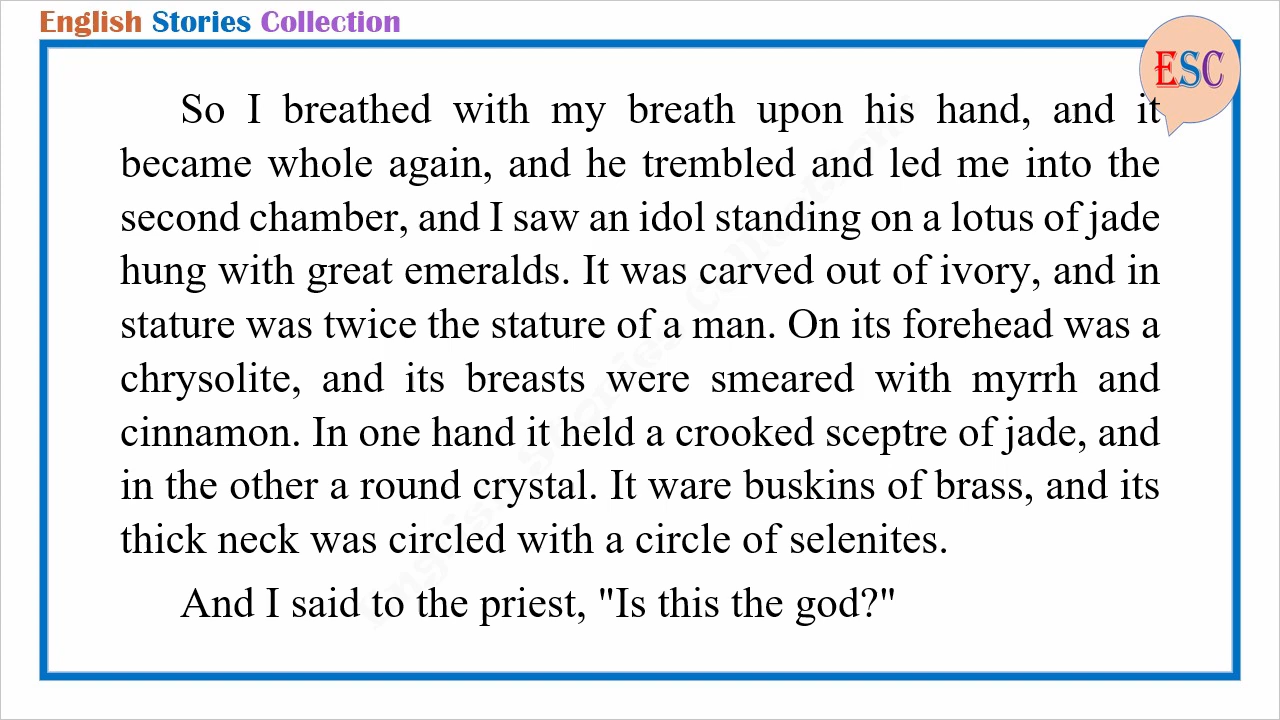 English Stories Collection
ESC
So I breathed with my breath upon his hand, and it
became whole again, and he trembled and led me into the
second chamber, and I saw an idol standing on a lotus of jade
hung with great emeralds. It was carved out of ivory, and in
stature was twice the stature of a man. On its forehead was a
chrysolite, and its breasts were smeared with myrrh and
cinnamon. In one hand it held a crooked sceptre of jade, and
in the other a round crystal. It ware buskins of brass, and its
thick neck was circled with a circle of selenites.
And I said to the priest, "Is this the god?"
English Stories Collection